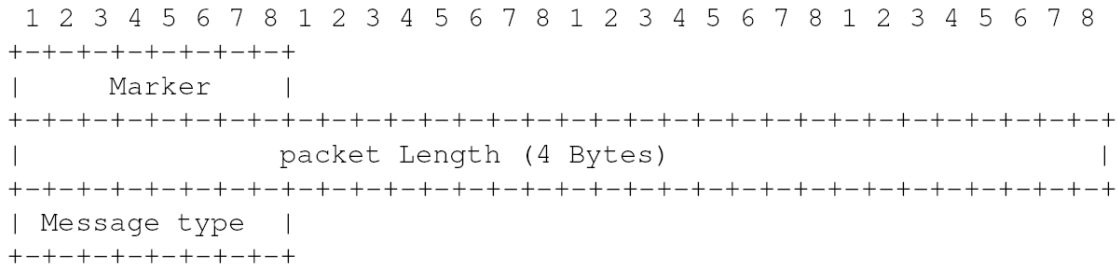 1 2 3 4 5 6 7 8 1 2 3 4 5 6 7 8 1 2 3 4 5 6 7 8 1 2 3 4 5 6 7 8
+-+-+-+-+-+-+-+-+
|     Marker    |
+-+-+-+-+-+-+-+-+-+-+-+-+-+-+-+-+-+-+-+-+-+-+-+-+-+-+-+-+-+-+-+-+
|               packet Length (4 Bytes)                         |
+-+-+-+-+-+-+-+-+-+-+-+-+-+-+-+-+-+-+-+-+-+-+-+-+-+-+-+-+-+-+-+-+
| Message type  |
+-+-+-+-+-+-+-+-+